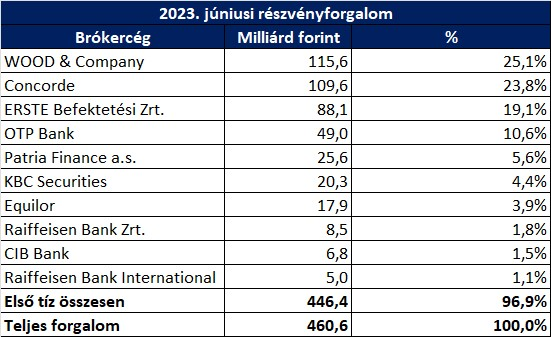 2023. júniusi részvényforgalom
Brókercég Milliárd forint %
WOOD & Company 115,6 25,1%
Concorde 109,6 23,8%
ERSTE Befektetési Zrt. 88,1 19,1%
OTP Bank 49,0 10,6%
Patria Finance a.s. 25,6 5,6%
KBC Securities 20,3 4,4%
Equilor 17,9 3,9%
Raiffeisen Bank Zrt. 8,5 1,8%
CIB Bank 6,8 1,5%
Raiffeisen Bank International 5,0 1,1%
Első tíz összesen 446,4 96,9%
Teljes forgalom 460,6 100,0%